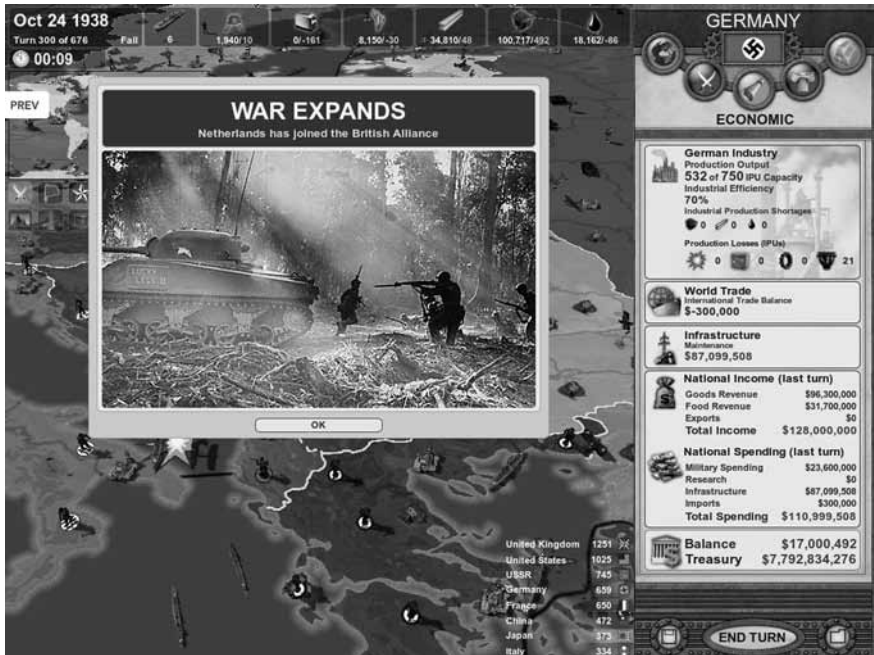 Oct 24 1938
Turn 300 of 676 Fall 6 1,940/10 0/-161 8,150/-30 34,810/48 100,717/492 18,162/-86
00:09
PREV
WAR EXPANDS
Netherlands has joined the British Alliance
OK
United Kingdom 1251
United States 1025
USSR 745
Germany 659
France 650
China 472
Japan 373
Italy 334
GERMANY
ECONOMIC
German Industry
Production Output
532 of 750 IPU Capacity
Industrial Efficiency
70%
Industrial Production Shortages
0 0 0
Production Losses (IPUs)
0 0 0 21
World Trade
International Trade Balance
$-300,000
Infrastructure
Maintenance
$87,099,508
National Income (last turn)
Goods Revenue $96,300,000
Food Revenue $31,700,000
Exports $0
Total Income $128,000,000
National Spending (last turn)
Military Spending $23,600,000
Research $0
Infrastructure $87,099,508
Imports $300,000
Total Spending $110,999,508
Balance $17,000,492
Treasury $7,792,834,276
END TURN